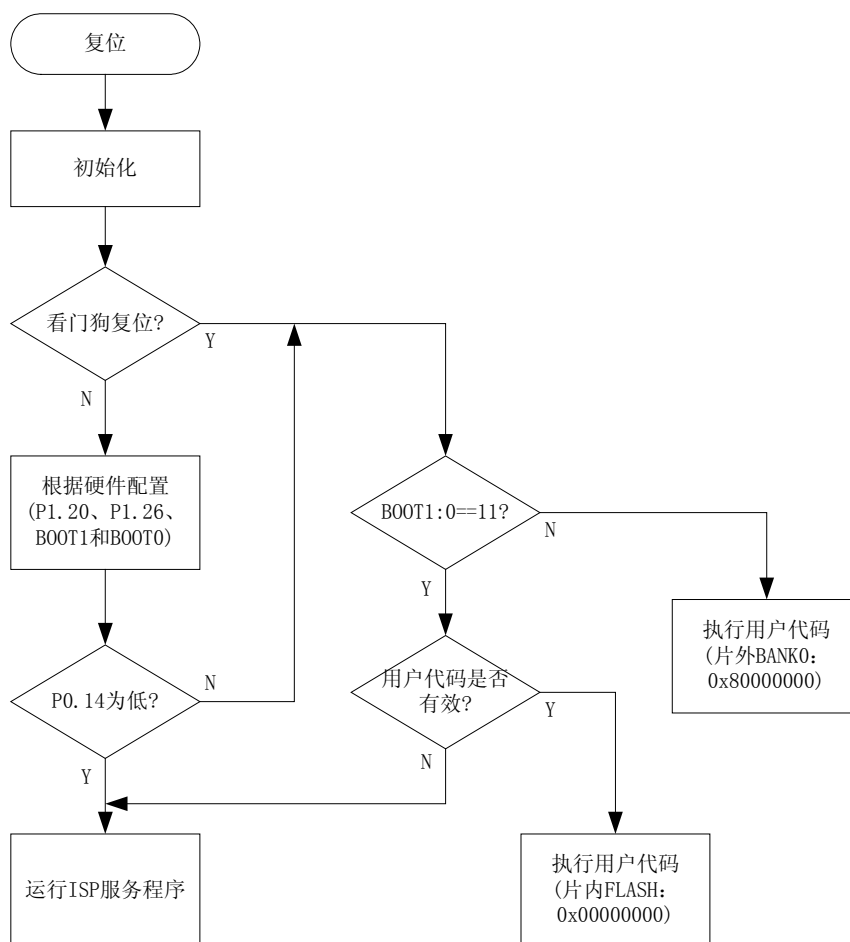 复位
初始化
看门狗复位?
Y
N
根据硬件配置
(P1.20、P1.26、
BOOT1和BOOT0)
BOOT1:0==11?
N
Y
执行用户代码
(片外BANK0:
0x80000000)
P0.14为低?
N
Y
用户代码是否
有效?
Y
N
运行ISP服务程序
执行用户代码
(片内FLASH:
0x00000000)